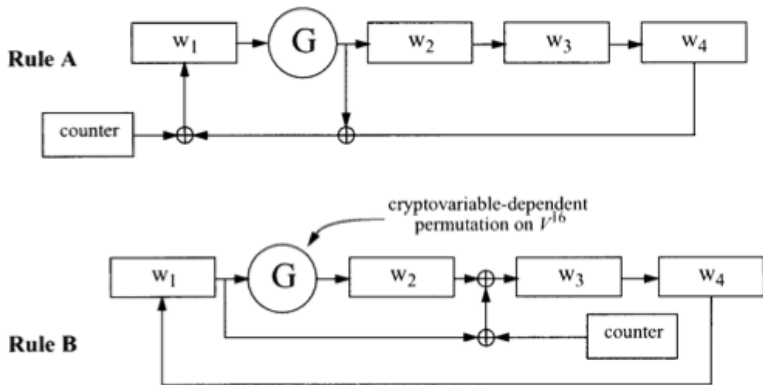 Rule A
w₁
G
w₂
w₃
w₄
counter
cryptovariable-dependent
permutation on V¹⁶
w₁
G
w₂
w₃
w₄
counter
Rule B